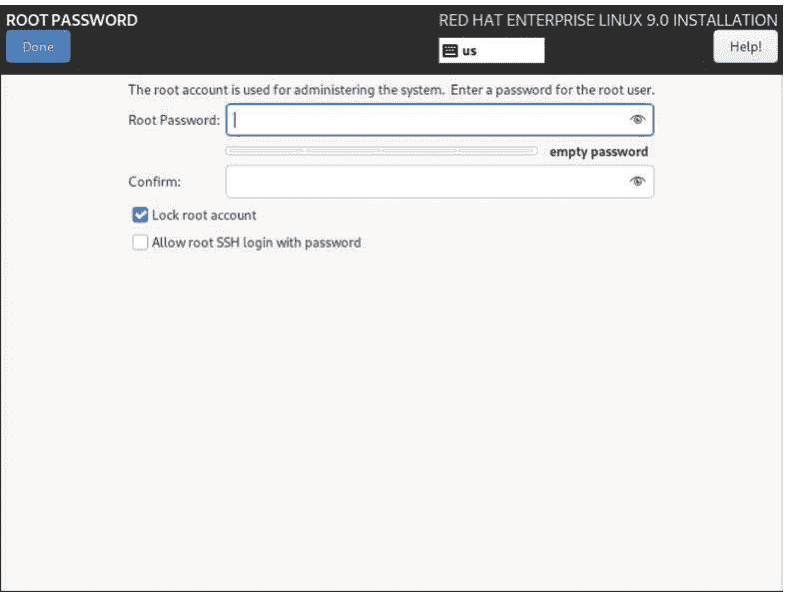 ROOT PASSWORD
RED HAT ENTERPRISE LINUX 9.0 INSTALLATION
Done
us
Help!
The root account is used for administering the system. Enter a password for the root user.
Root Password:
empty password
Confirm:
Lock root account
Allow root SSH login with password